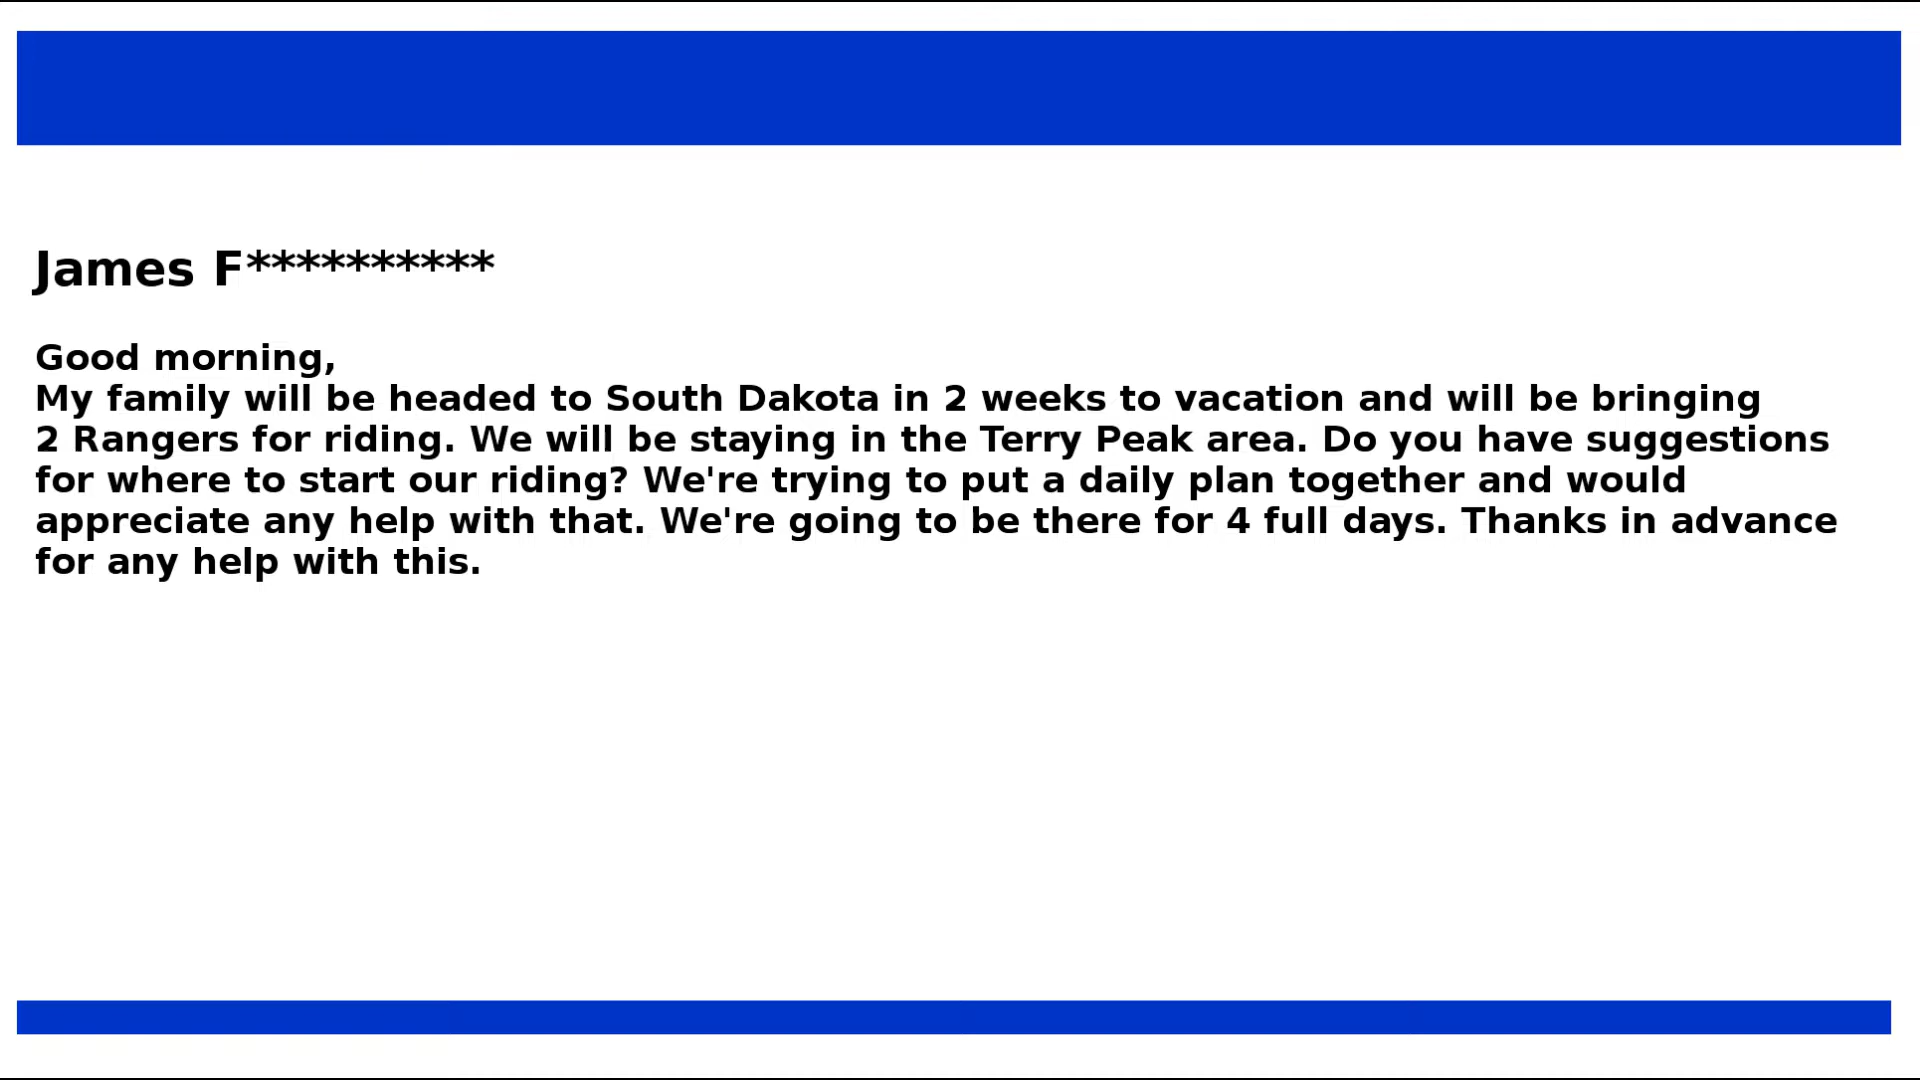 James F**********
Good morning,
My family will be headed to South Dakota in 2 weeks to vacation and will be bringing
2 Rangers for riding. We will be staying in the Terry Peak area. Do you have suggestions
for where to start our riding? We're trying to put a daily plan together and would
appreciate any help with that. We're going to be there for 4 full days. Thanks in advance
for any help with this.